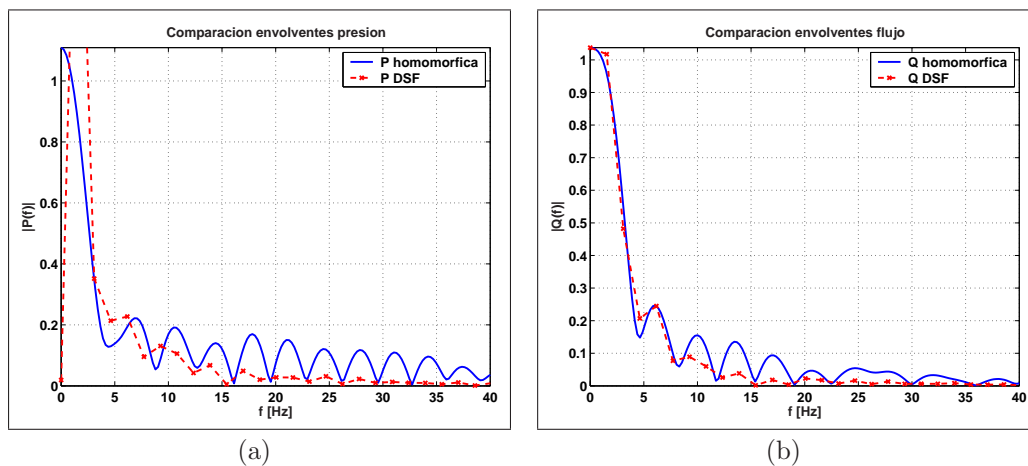 Comparacion envolventes presion
P homomorfica
P DSF
|P(f)|
1
0.8
0.6
0.4
0.2
0
0 5 10 15 20 25 30 35 40
f [Hz]
(a)
Comparacion envolventes flujo
Q homomorfica
Q DSF
|Q(f)|
1
0.9
0.8
0.7
0.6
0.5
0.4
0.3
0.2
0.1
0
0 5 10 15 20 25 30 35 40
f [Hz]
(b)